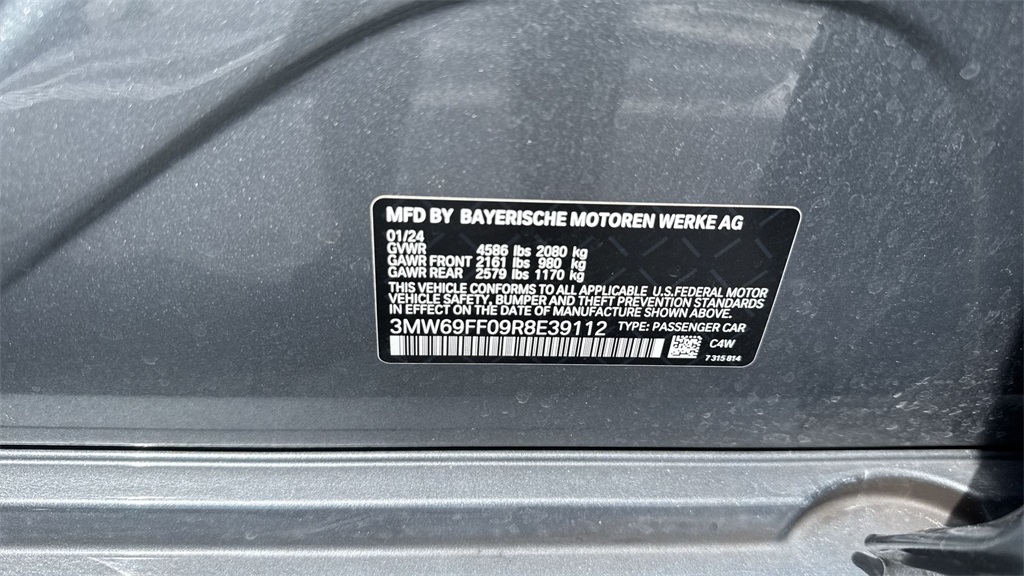 MFD BY BAYERISCHE MOTOREN WERKE AG
01/24
GVWR 4586 lbs 2080 kg
GAWR FRONT 2161 lbs 980 kg
GAWR REAR 2579 lbs 1170 kg
THIS VEHICLE CONFORMS TO ALL APPLICABLE U.S.FEDERAL MOTOR
VEHICLE SAFETY, BUMPER AND THEFT PREVENTION STANDARDS
IN EFFECT ON THE DATE OF MANUFACTURE SHOWN ABOVE.
3MW69FF09R8E39112 TYPE: PASSENGER CAR
C4W
7 315 814